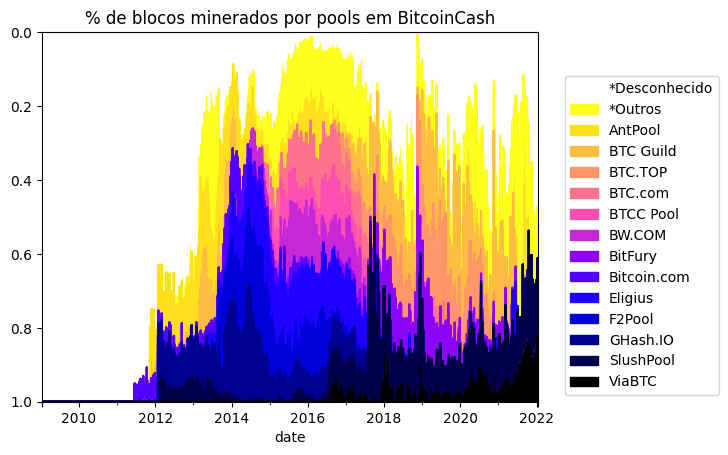 % de blocos minerados por pools em BitcoinCash
0.0
0.2
0.4
0.6
0.8
1.0
2010
2012
2014
2016
2018
2020
2022
date
*Desconhecido
*Outros
AntPool
BTC Guild
BTC.TOP
BTC.com
BTCC Pool
BW.COM
BitFury
Bitcoin.com
Eligius
F2Pool
GHash.IO
SlushPool
ViaBTC